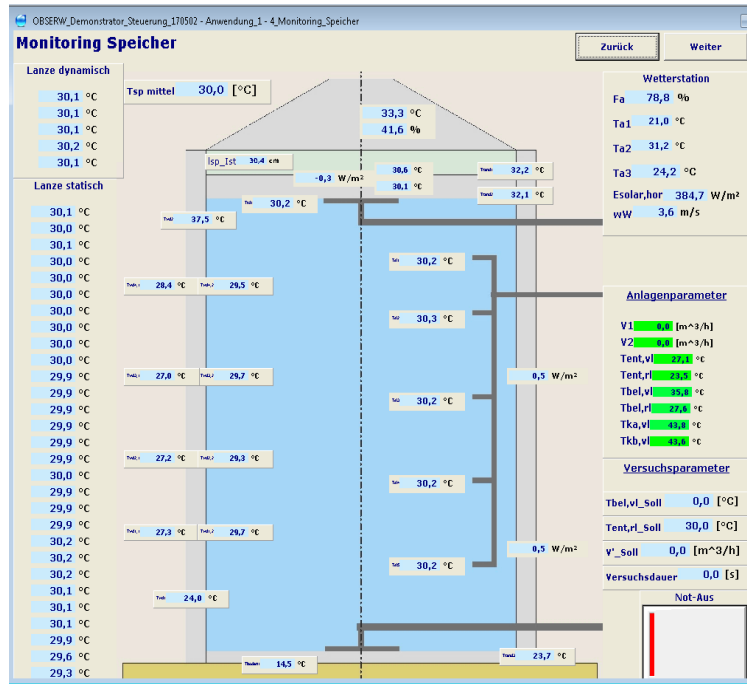 OBSERW_Demonstrator_Steuerung_170502 - Anwendung_1 - 4_Monitoring_Speicher
Monitoring Speicher
Zurück
Weiter
Lanze dynamisch
30,1 °C
30,1 °C
30,1 °C
30,2 °C
30,1 °C
Lanze statisch
30,1 °C
30,0 °C
30,1 °C
30,0 °C
30,0 °C
30,0 °C
30,0 °C
30,0 °C
30,0 °C
30,0 °C
29,9 °C
29,9 °C
29,9 °C
29,9 °C
29,9 °C
29,9 °C
30,0 °C
29,9 °C
29,9 °C
29,9 °C
30,2 °C
30,2 °C
30,2 °C
30,1 °C
30,1 °C
30,1 °C
29,9 °C
29,6 °C
29,3 °C
Tsp mittel 30,0 [°C]
33,3 °C
41,6 %
lsp_Ist 30,4 cm
-0,3 W/m²
30,6 °C
30,1 °C
32,2 °C
32,1 °C
30,2 °C
37,5 °C
30,2 °C
28,4 °C 29,5 °C
30,3 °C
27,0 °C 29,7 °C
0,5 W/m²
30,2 °C
27,2 °C 29,3 °C
30,2 °C
27,3 °C 29,7 °C
0,5 W/m²
30,2 °C
24,0 °C
14,5 °C
23,7 °C
Wetterstation
Fa 78,8 %
Ta1 21,0 °C
Ta2 31,2 °C
Ta3 24,2 °C
Esolar,hor 384,7 W/m²
wW 3,6 m/s
Anlagenparameter
V1 0,0 [m^3/h]
V2 0,0 [m^3/h]
Tent,vl 27,1 °C
Tent,rl 23,5 °C
Tbel,vl 35,8 °C
Tbel,rl 27,6 °C
Tka,vl 43,8 °C
Tkb,vl 43,6 °C
Versuchsparameter
Tbel,vl_Soll 0,0 [°C]
Tent,rl_Soll 30,0 [°C]
V'_Soll 0,0 [m^3/h]
Versuchsdauer 0,0 [s]
Not-Aus